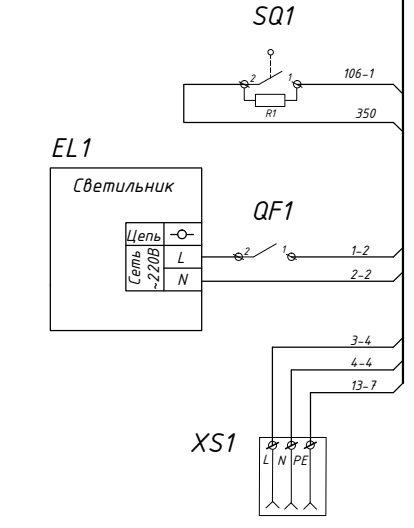 SQ1
2 1 106-1
R1 350
EL1
Светильник
QF1
Цепь
Сеть ~220В
L 2 1 1-2
N 2-2
3-4
4-4
13-7
XS1
L N PE